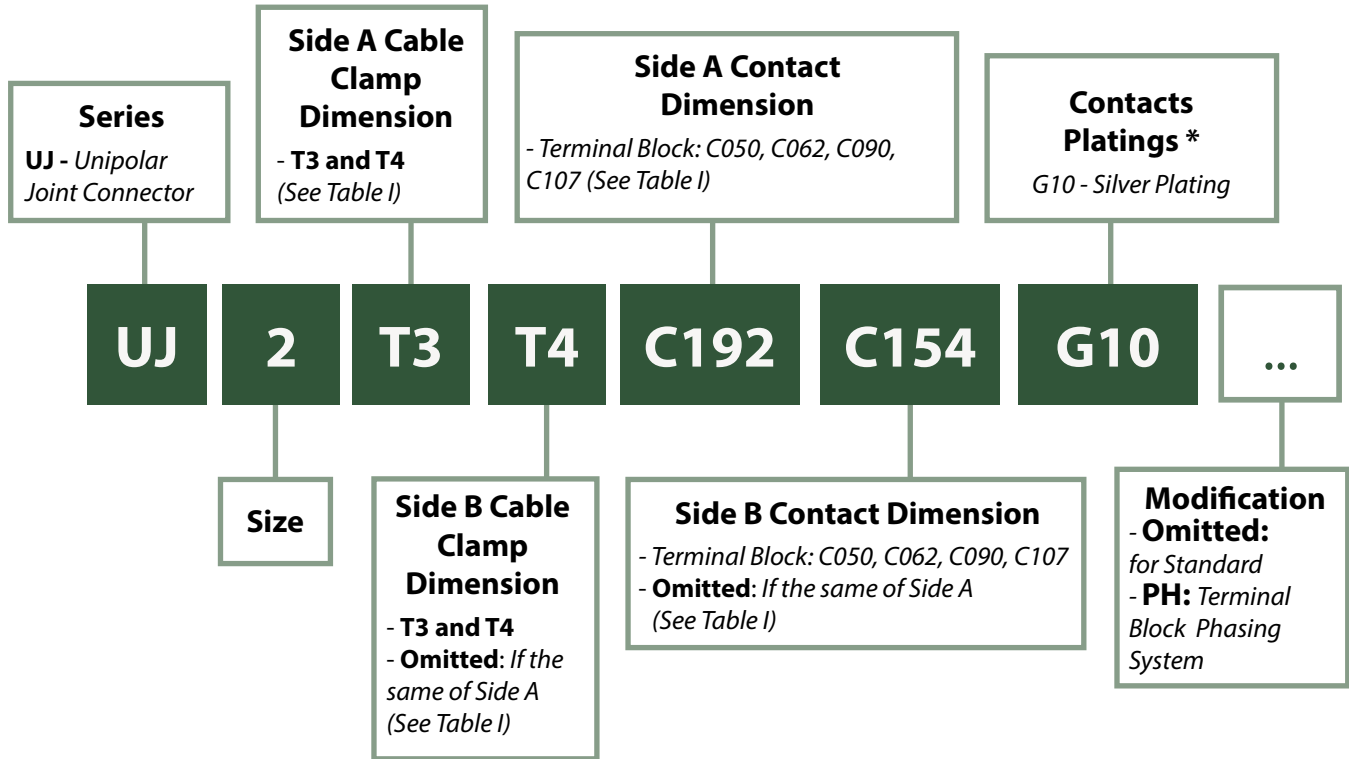 Series
UJ - Unipolar
Joint Connector
Side A Cable
Clamp
Dimension
- T3 and T4
(See Table I)
Side A Contact
Dimension
- Terminal Block: C050, C062, C090,
C107 (See Table I)
Contacts
Platings *
G10 - Silver Plating
UJ 2 T3 T4 C192 C154 G10 ...
Size
Side B Cable
Clamp
Dimension
- T3 and T4
- Omitted: If the
same of Side A
(See Table I)
Side B Contact Dimension
- Terminal Block: C050, C062, C090, C107
- Omitted: If the same of Side A
(See Table I)
Modification
- Omitted:
for Standard
- PH: Terminal
Block Phasing
System